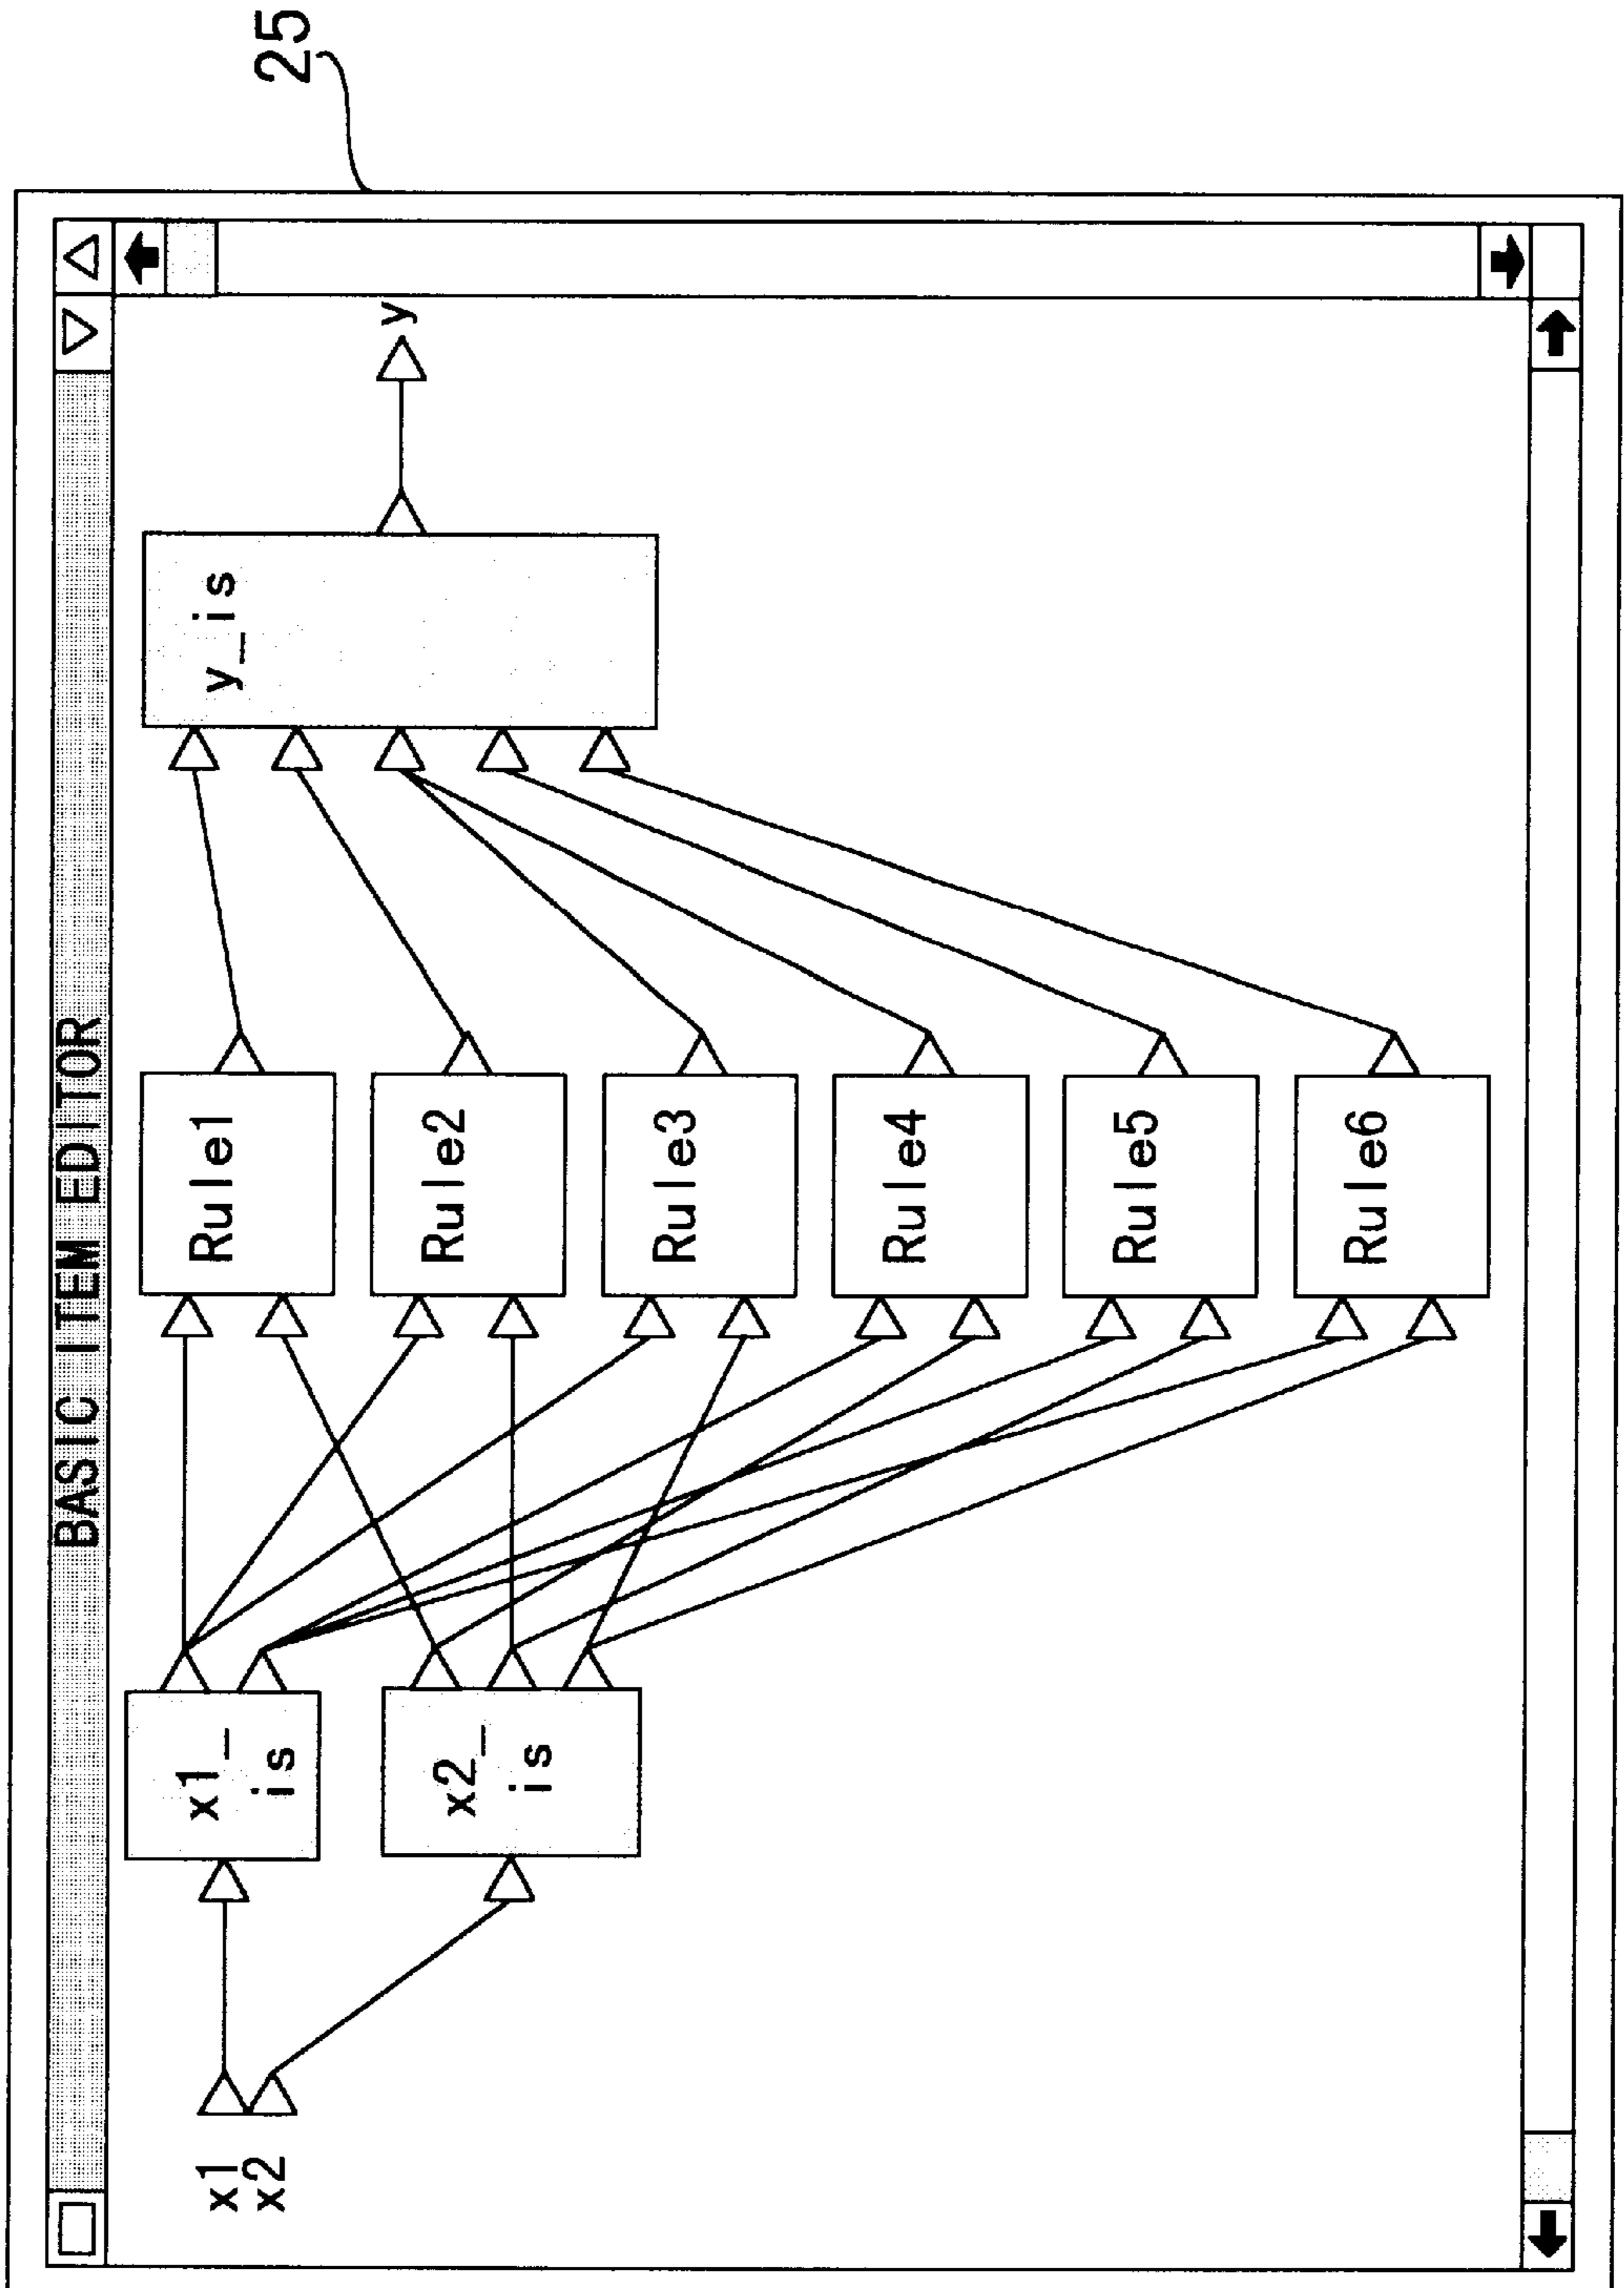 25
BASIC ITEM EDITOR
x1
x2
x1_
is
x2_
is
Rule1
Rule2
Rule3
Rule4
Rule5
Rule6
y_is
y